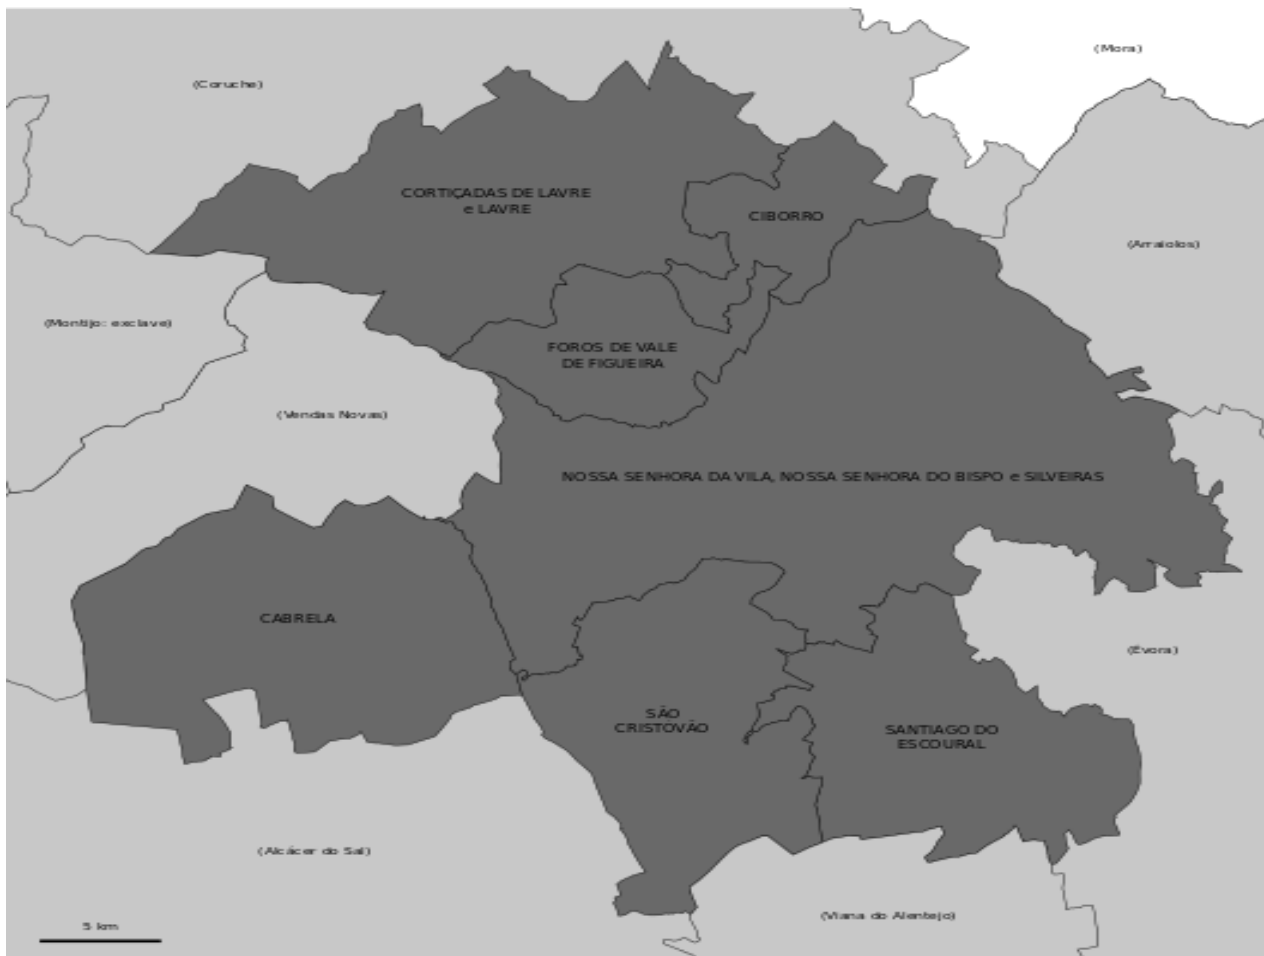 (Mora)
(Coruche)
CORTIÇADAS DE LAVRE
e LAVRE
CIBORRO
(Arraiolos)
(Montijo: exclave)
FOROS DE VALE
DE FIGUEIRA
(Vendas Novas)
NOSSA SENHORA DA VILA, NOSSA SENHORA DO BISPO e SILVEIRAS
CABRELA
(Évora)
SÃO
CRISTOVÃO
SANTIAGO DO
ESCOURAL
(Alcácer do Sal)
(Viana do Alentejo)
5 km